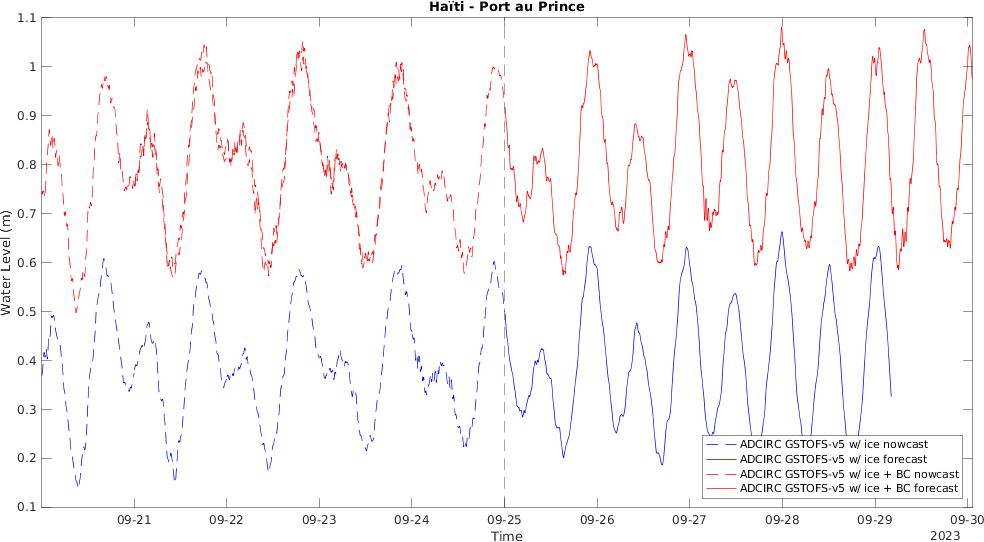 Haïti - Port au Prince
1.1
1
0.9
0.8
0.7
0.6
0.5
0.4
0.3
0.2
0.1
Water Level (m)
ADCIRC GSTOFS-v5 w/ ice nowcast
ADCIRC GSTOFS-v5 w/ ice forecast
ADCIRC GSTOFS-v5 w/ ice + BC nowcast
ADCIRC GSTOFS-v5 w/ ice + BC forecast
09-21 09-22 09-23 09-24 09-25 09-26 09-27 09-28 09-29 09-30
Time
2023